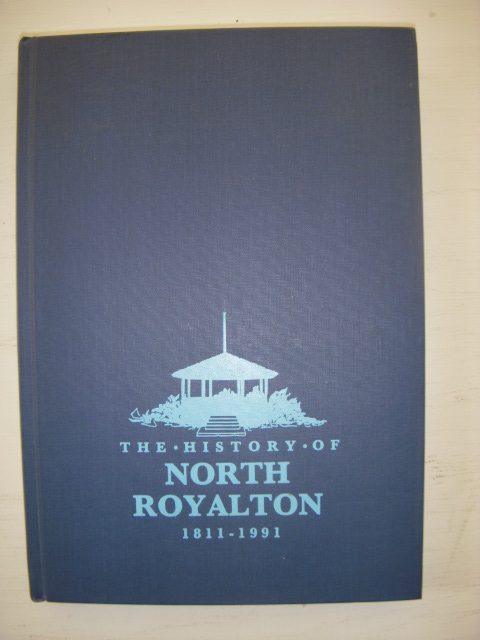 THE·HISTORY·OF
NORTH
ROYALTON
1811-1991